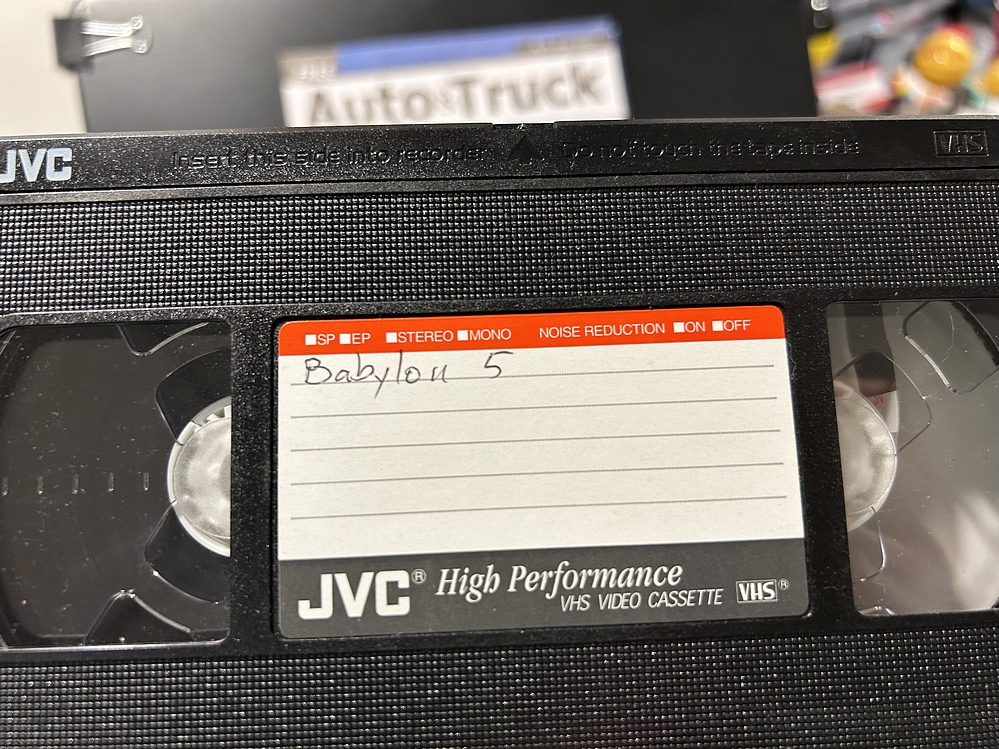 Auto & Truck
JVC Insert this side into recorder Do not touch the tape inside VHS
SP EP STEREO MONO NOISE REDUCTION ON OFF
Babylon 5
JVC® High Performance VHS®
VHS VIDEO CASSETTE